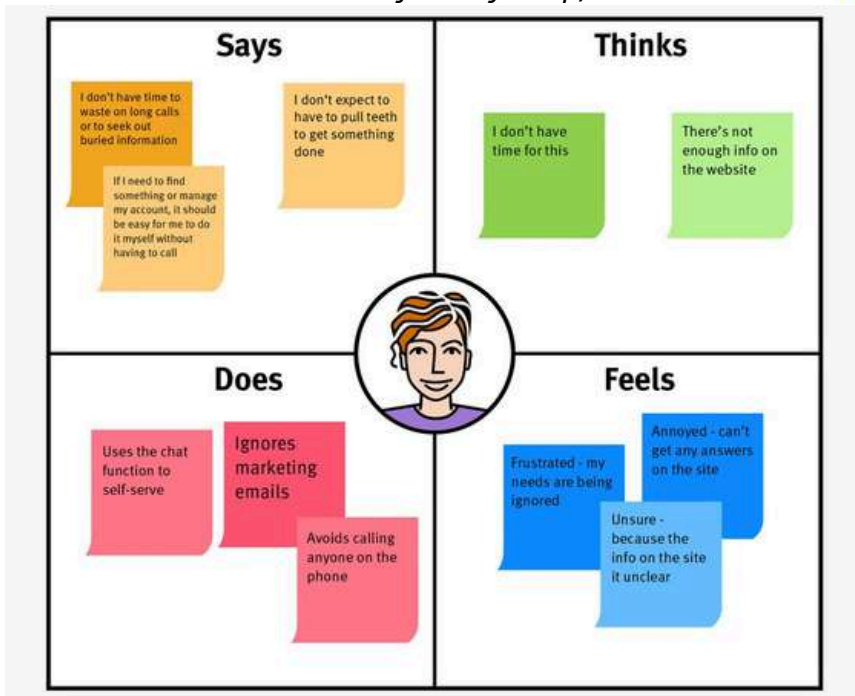 Says
I don't have time to
waste on long calls
or to seek out
buried information
If I need to find
something or manage
my account, it should
be easy for me to do
it myself without
having to call
I don't expect to
have to pull teeth
to get something
done
Thinks
I don't have
time for this
There's not
enough info on
the website
Does
Uses the chat
function to
self-serve
Ignores
marketing
emails
Avoids calling
anyone on the
phone
Feels
Frustrated - my
needs are being
ignored
Annoyed - can't
get any answers
on the site
Unsure -
because the
info on the site
it unclear